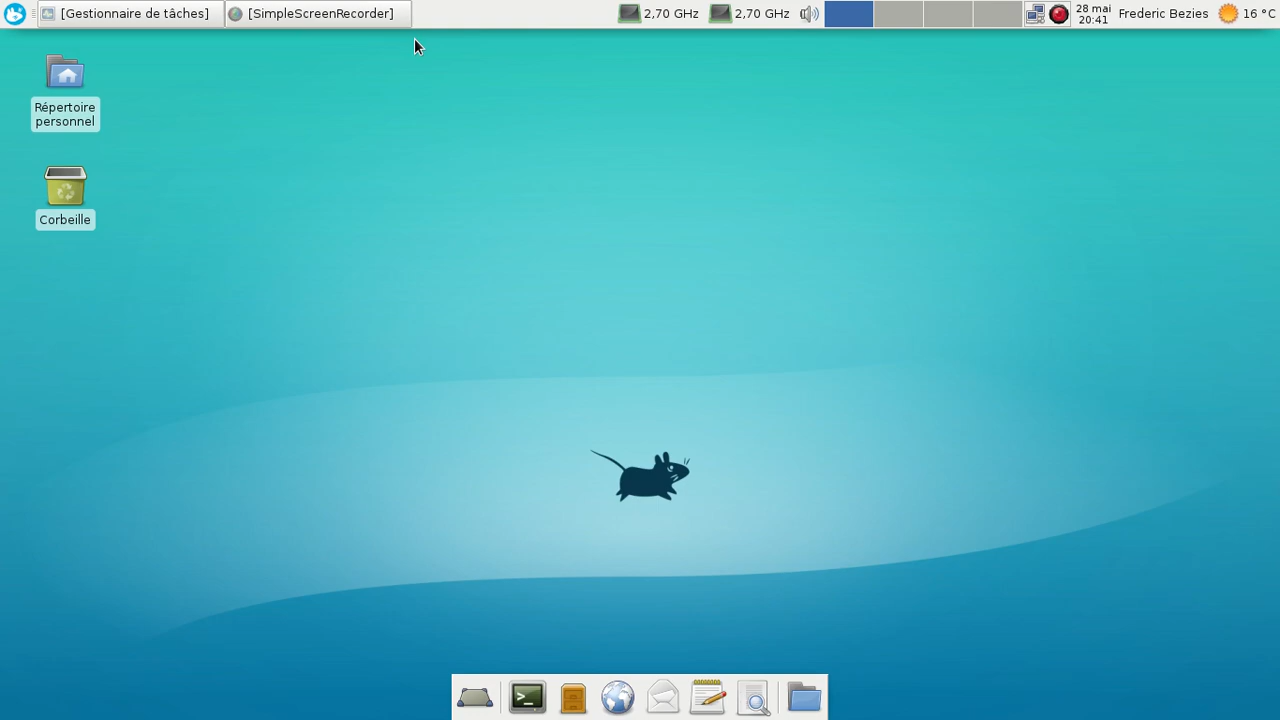 [Gestionnaire de tâches] [SimpleScreenRecorder] 2,70 GHz 2,70 GHz 28 mai Frederic Bezies 16 °C
20:41
Répertoire
personnel
Corbeille
>_